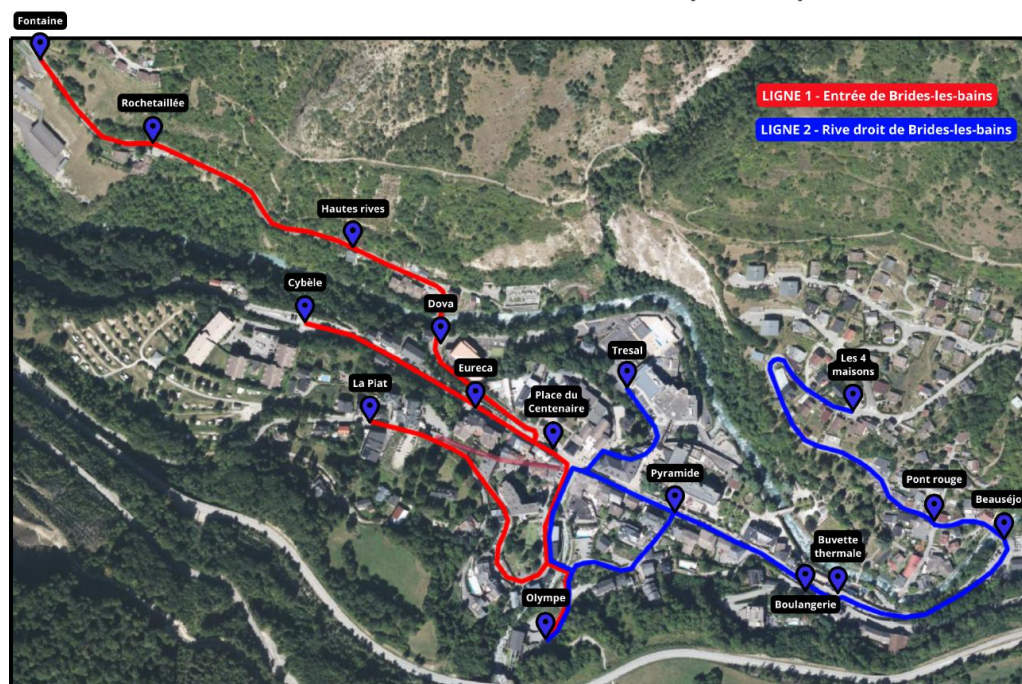 Fontaine
LIGNE 1 - Entrée de Brides-les-bains
Rochetaillée
LIGNE 2 - Rive droit de Brides-les-bains
Hautes rives
Cybèle
Dova
Tresal
Les 4
maisons
Eureca
La Piat
Place du
Centenaire
Pyramide
Pont rouge
Beauséjo
Buvette
thermale
Olympe
Boulangerie